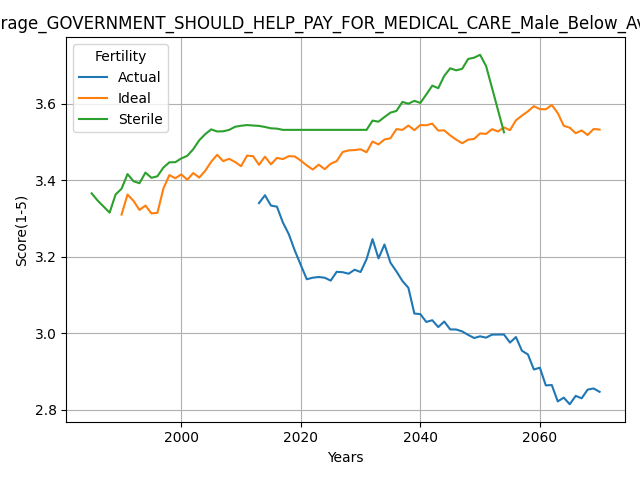 rage_GOVERNMENT_SHOULD_HELP_PAY_FOR_MEDICAL_CARE_Male_Below_Av
Fertility
Actual
Ideal
Sterile
Score(1-5)
3.6
3.4
3.2
3.0
2.8
2000
2020
2040
2060
Years